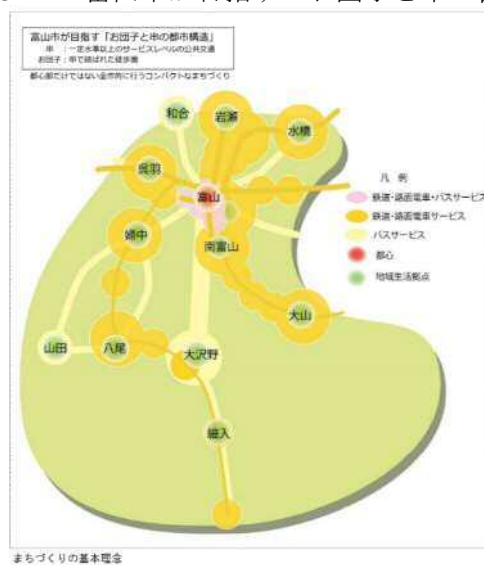 富山市が目指す「お団子と串の都市構造」
串 :一定水準以上のサービスレベルの公共交通
お団子:串で結ばれた徒歩圏
都心部だけではない全市的に行うコンパクトなまちづくり
和合
岩瀬
水橋
呉羽
富山
凡 例
鉄道・路面電車・バスサービス
鉄道・路面電車サービス
バスサービス
都心
地域生活拠点
婦中
南富山
大山
山田
八尾
大沢野
細入
まちづくりの基本理念